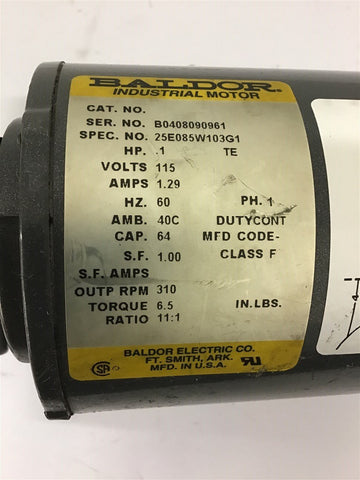 BALDOR
INDUSTRIAL MOTOR
CAT. NO.
SER. NO. B0408090961
SPEC. NO. 25E085W103G1
HP. .1 TE
VOLTS 115
AMPS 1.29
HZ. 60 PH. 1
AMB. 40C DUTYCONT
CAP. 64 MFD CODE-
S.F. 1.00 CLASS F
S.F. AMPS
OUTP RPM 310
TORQUE 6.5 IN.LBS.
RATIO 11:1
BALDOR ELECTRIC CO.
FT. SMITH, ARK.
MFD. IN U.S.A.